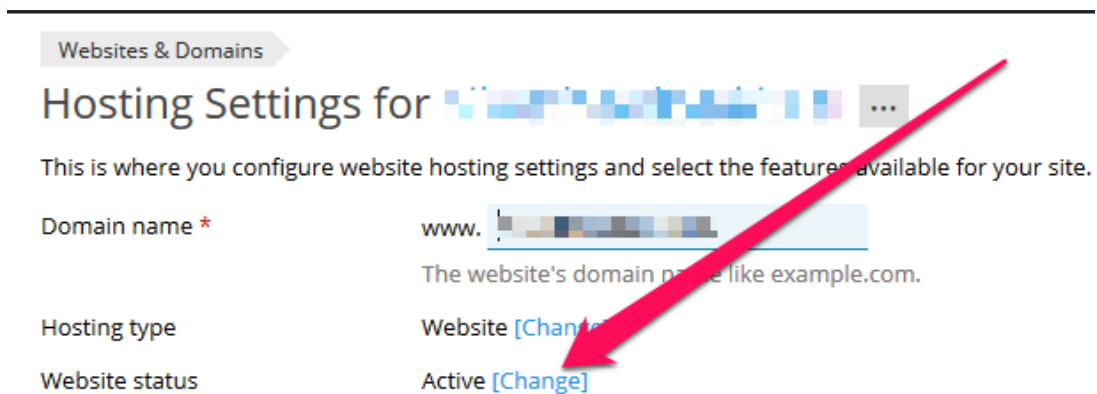 Websites & Domains
Hosting Settings for ...
This is where you configure website hosting settings and select the features available for your site.
Domain name * www.
The website's domain name like example.com.
Hosting type Website [Change]
Website status Active [Change]